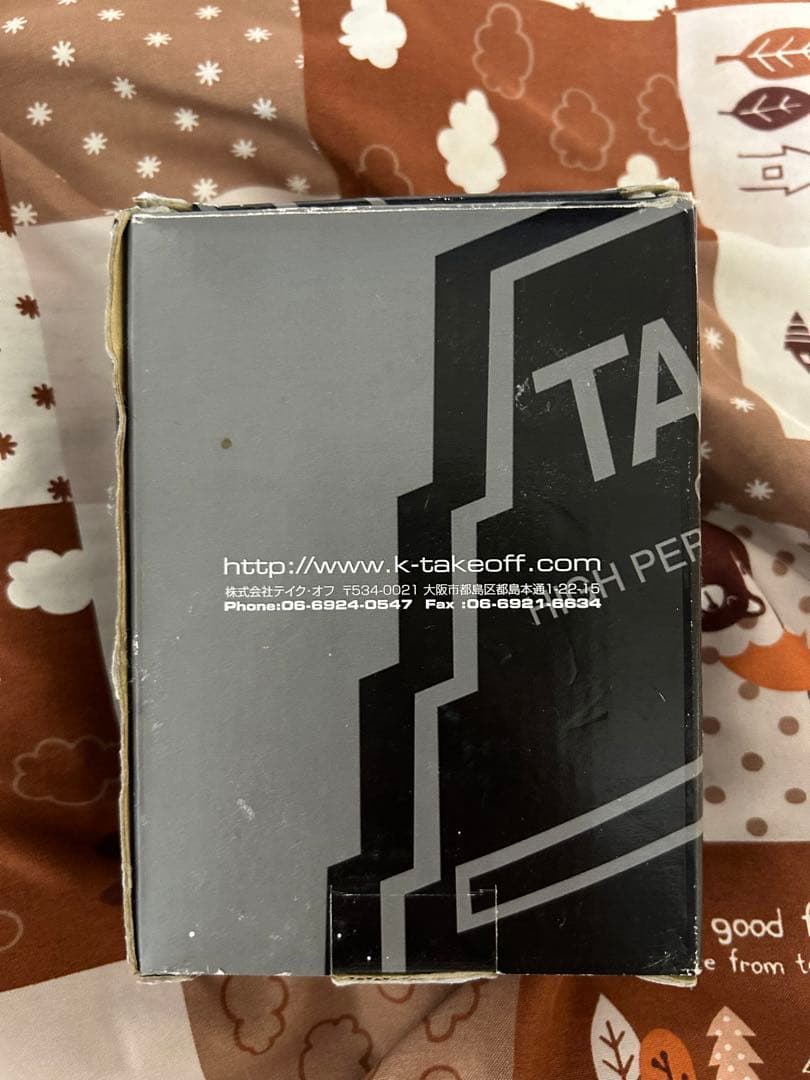 TA
HIGH PER
http://www.k-takeoff.com
株式会社テイク・オフ 〒534-0021 大阪市都島区都島本通1-22-15
Phone:06-6924-0547 Fax :06-6921-6634
good f
e from to